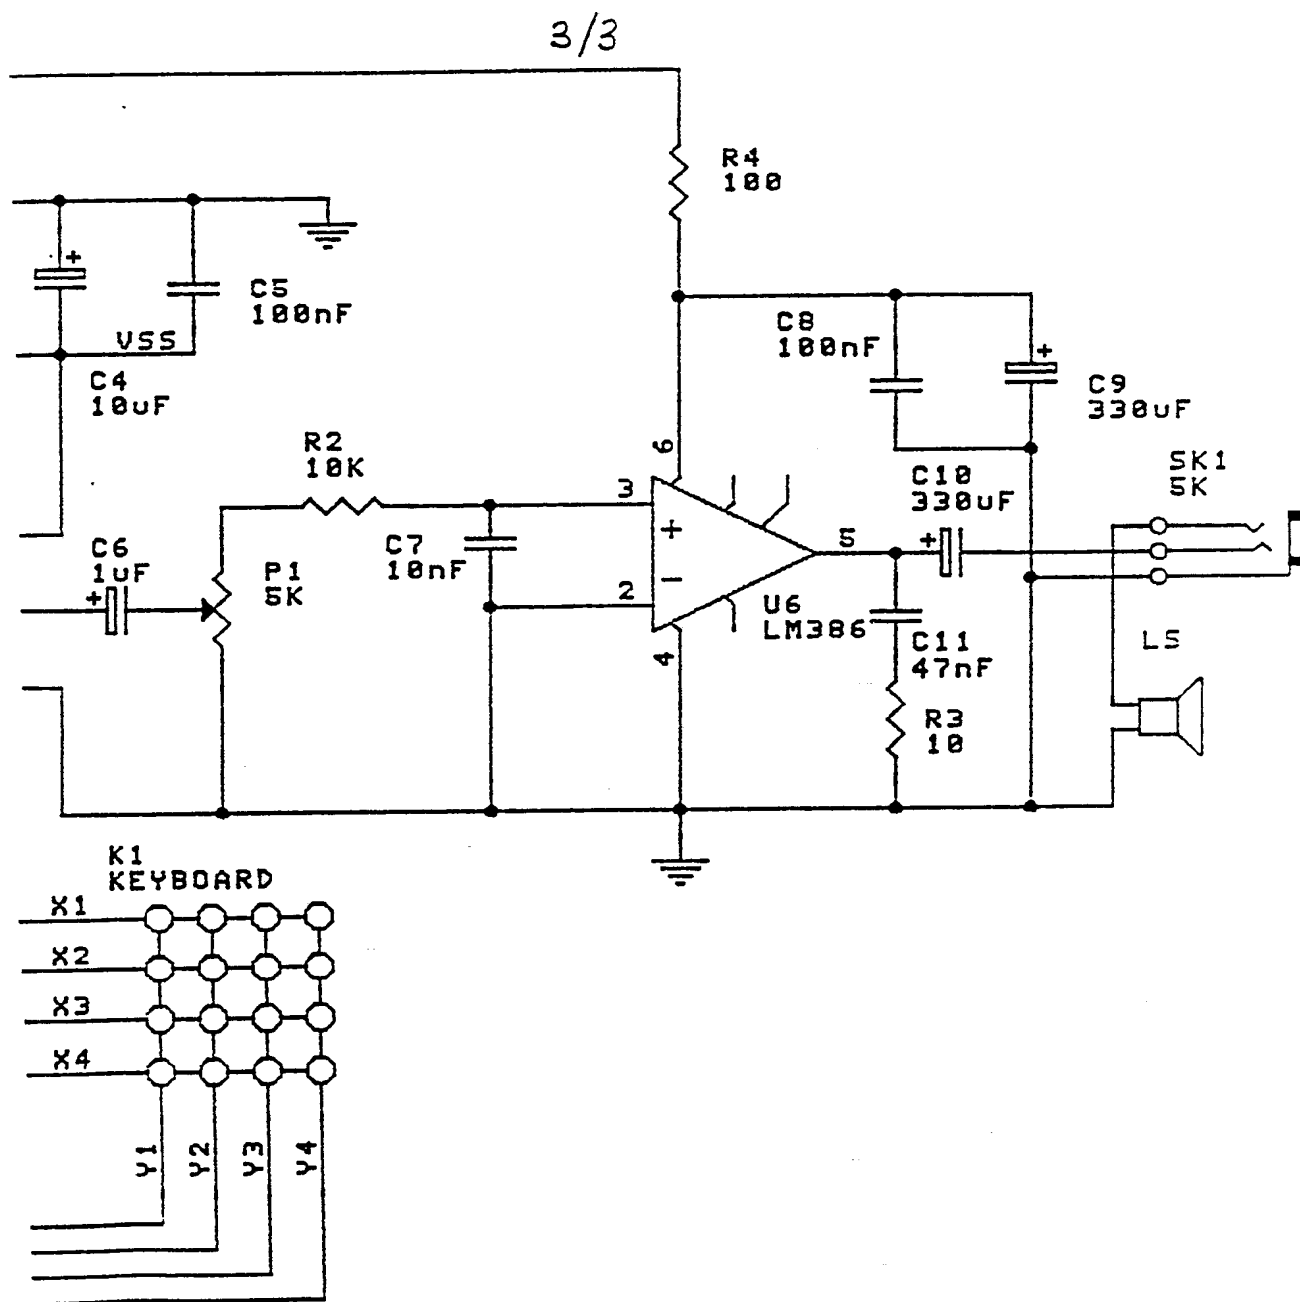 3/3
R4
100
+
C5
100nF
VSS
C4
10uF
C8
100nF
+
C9
330uF
R2
10K
6
3
C10
330uF
SK1
5K
C6
1uF
+
P1
5K
C7
10nF
+
−
2
5
+
4
U6
LM386
C11
47nF
LS
R3
10
K1
KEYBOARD
X1
X2
X3
X4
Y1
Y2
Y3
Y4